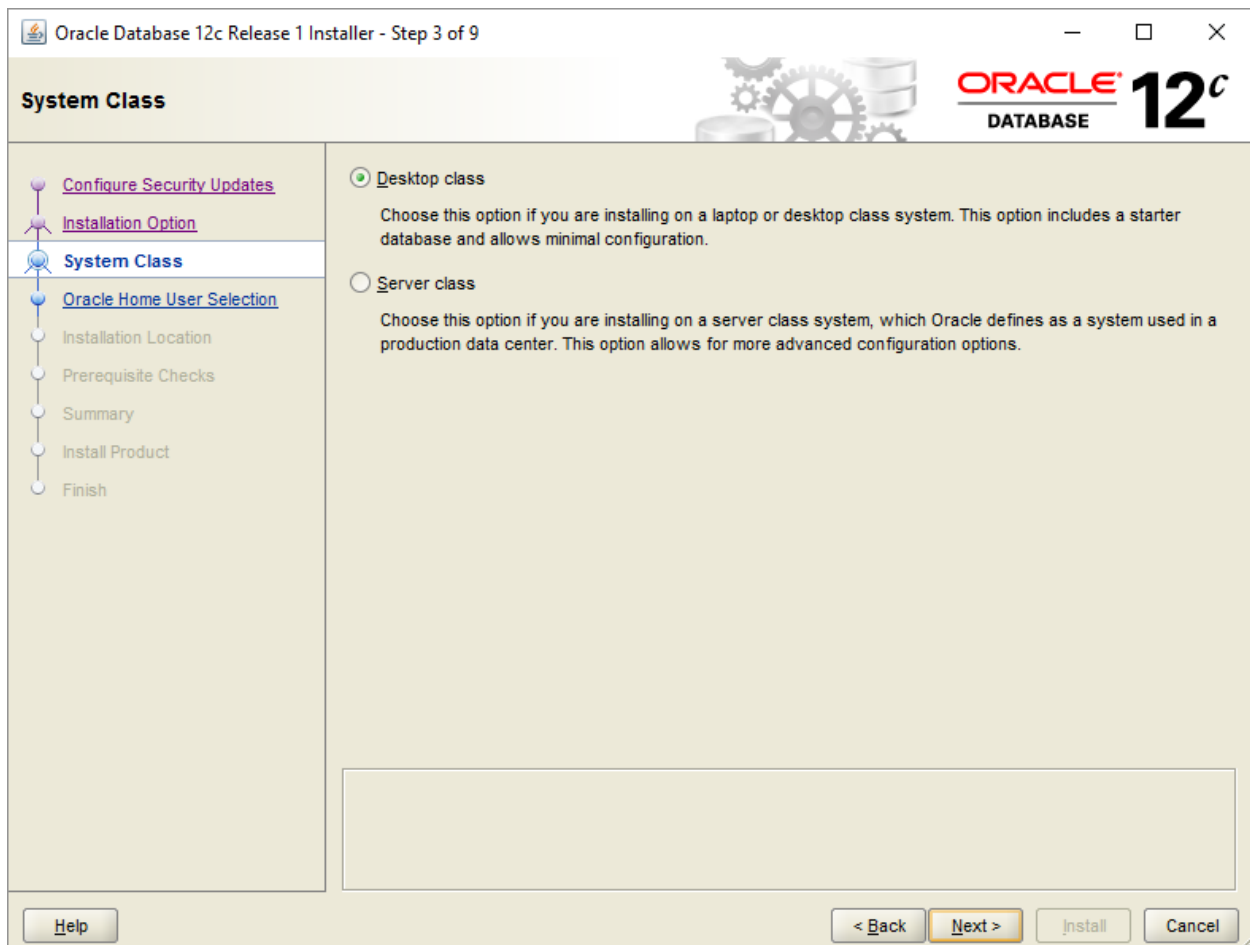 Oracle Database 12c Release 1 Installer - Step 3 of 9
System Class
ORACLE
DATABASE
12c
Configure Security Updates
Installation Option
System Class
Oracle Home User Selection
Installation Location
Prerequisite Checks
Summary
Install Product
Finish
Desktop class
Choose this option if you are installing on a laptop or desktop class system. This option includes a starter
database and allows minimal configuration.
Server class
Choose this option if you are installing on a server class system, which Oracle defines as a system used in a
production data center. This option allows for more advanced configuration options.
Help
< Back
Next >
Install
Cancel